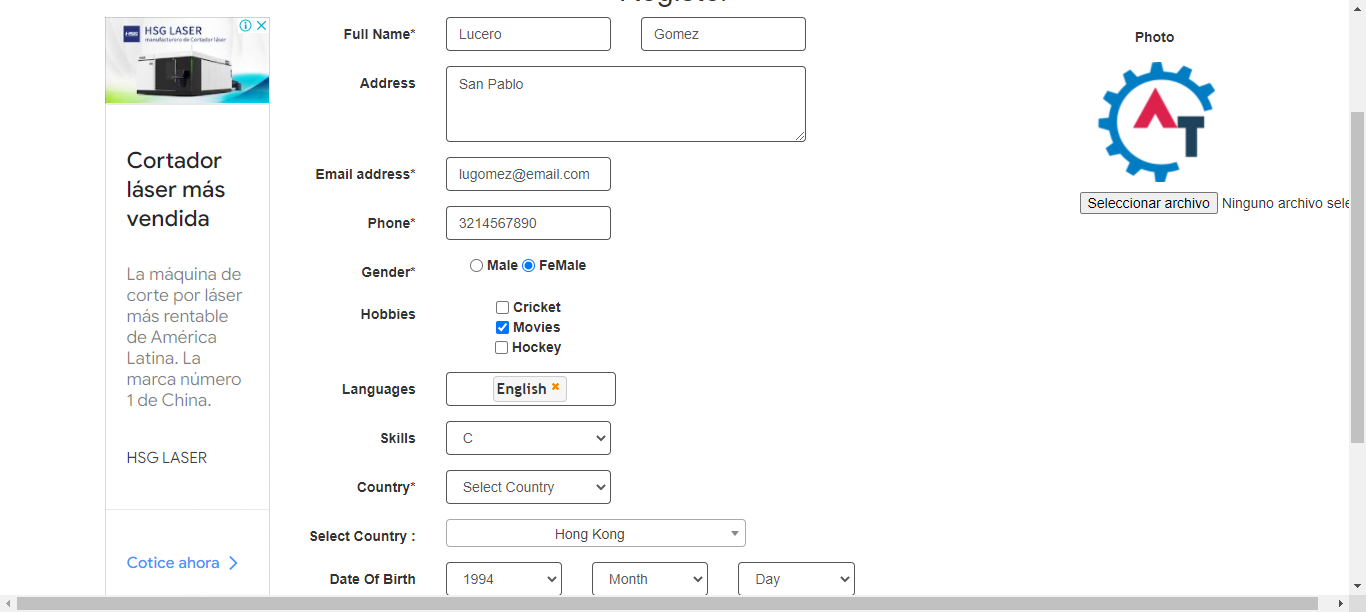 Register
HSG LASER
manufacturero de Cortador láser
Cortador
láser más
vendida
La máquina de
corte por láser
más rentable
de América
Latina. La
marca número
1 de China.
HSG LASER
Cotice ahora
Full Name* Lucero Gomez
Address San Pablo
Email address* lugomez@email.com
Phone* 3214567890
Gender* Male FeMale
Hobbies Cricket
Movies
Hockey
Languages English
Skills C
Country* Select Country
Select Country : Hong Kong
Date Of Birth 1994 Month Day
Photo
AT
Seleccionar archivo Ninguno archivo sele